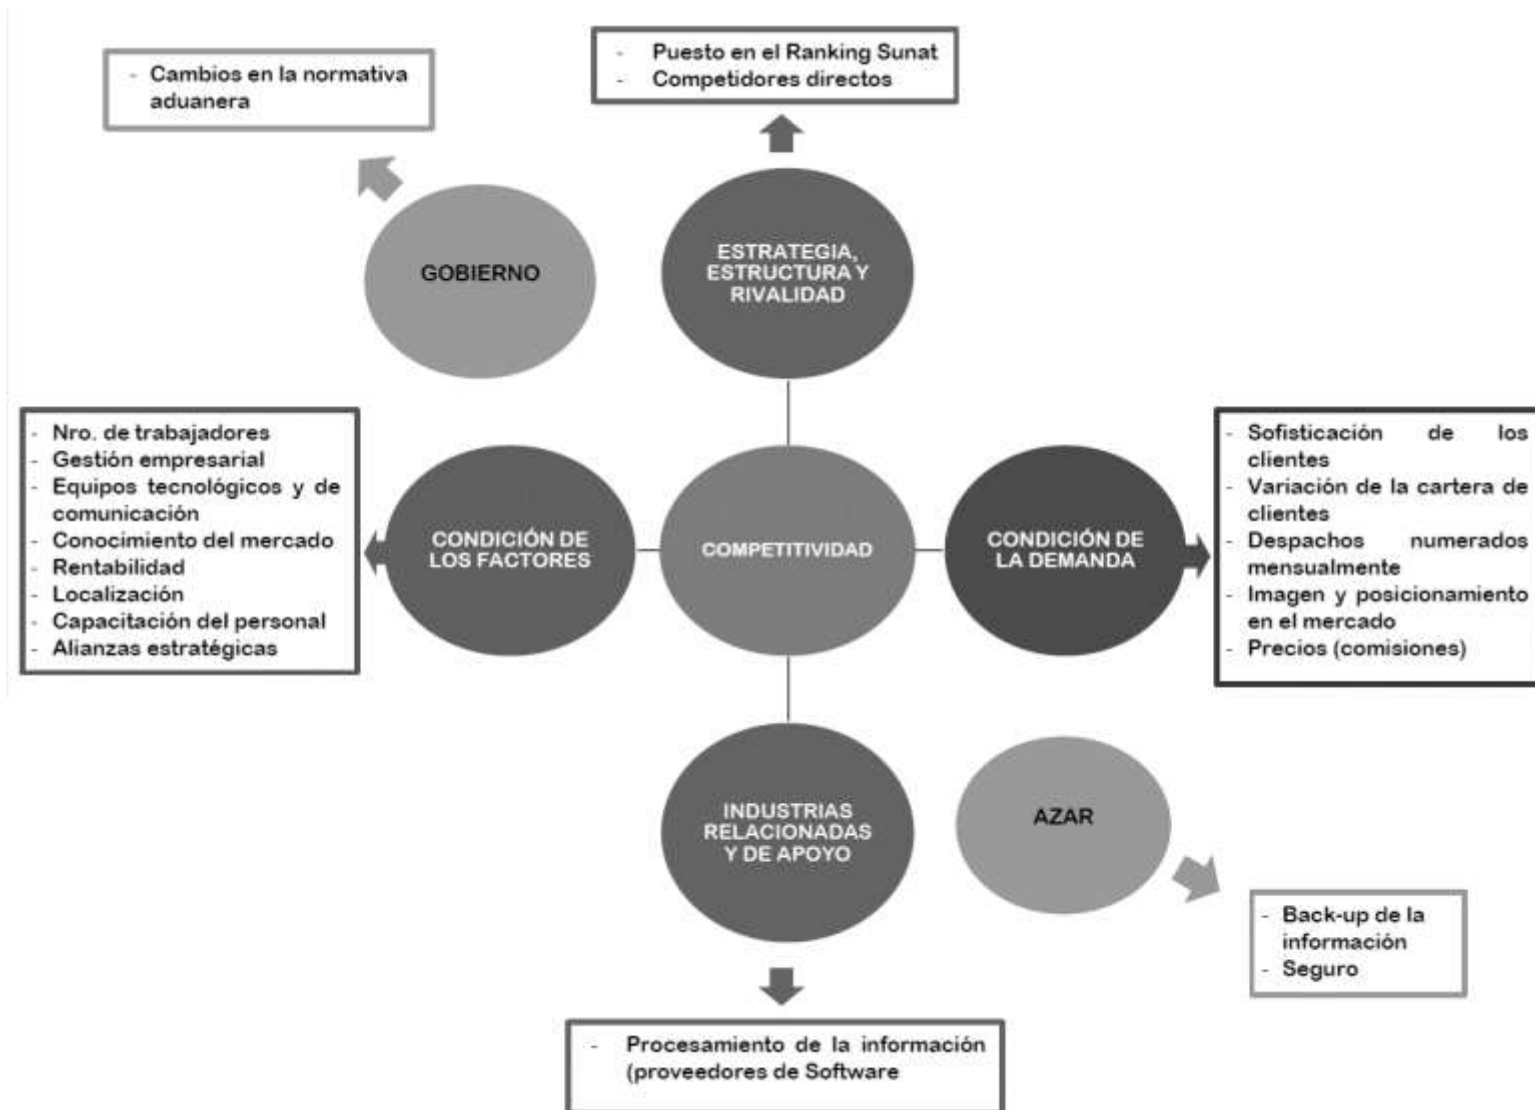 - Puesto en el Ranking Sunat
- Competidores directos
- Cambios en la normativa
aduanera
GOBIERNO
ESTRATEGIA,
ESTRUCTURA Y
RIVALIDAD
- Nro. de trabajadores
- Gestión empresarial
- Equipos tecnológicos y de
comunicación
- Conocimiento del mercado
- Rentabilidad
- Localización
- Capacitación del personal
- Alianzas estratégicas
CONDICIÓN DE
LOS FACTORES
COMPETITIVIDAD
CONDICIÓN DE
LA DEMANDA
- Sofisticación de los
clientes
- Variación de la cartera de
clientes
- Despachos numerados
mensualmente
- Imagen y posicionamiento
en el mercado
- Precios (comisiones)
INDUSTRIAS
RELACIONADAS
Y DE APOYO
AZAR
- Back-up de la
información
- Seguro
- Procesamiento de la información
(proveedores de Software